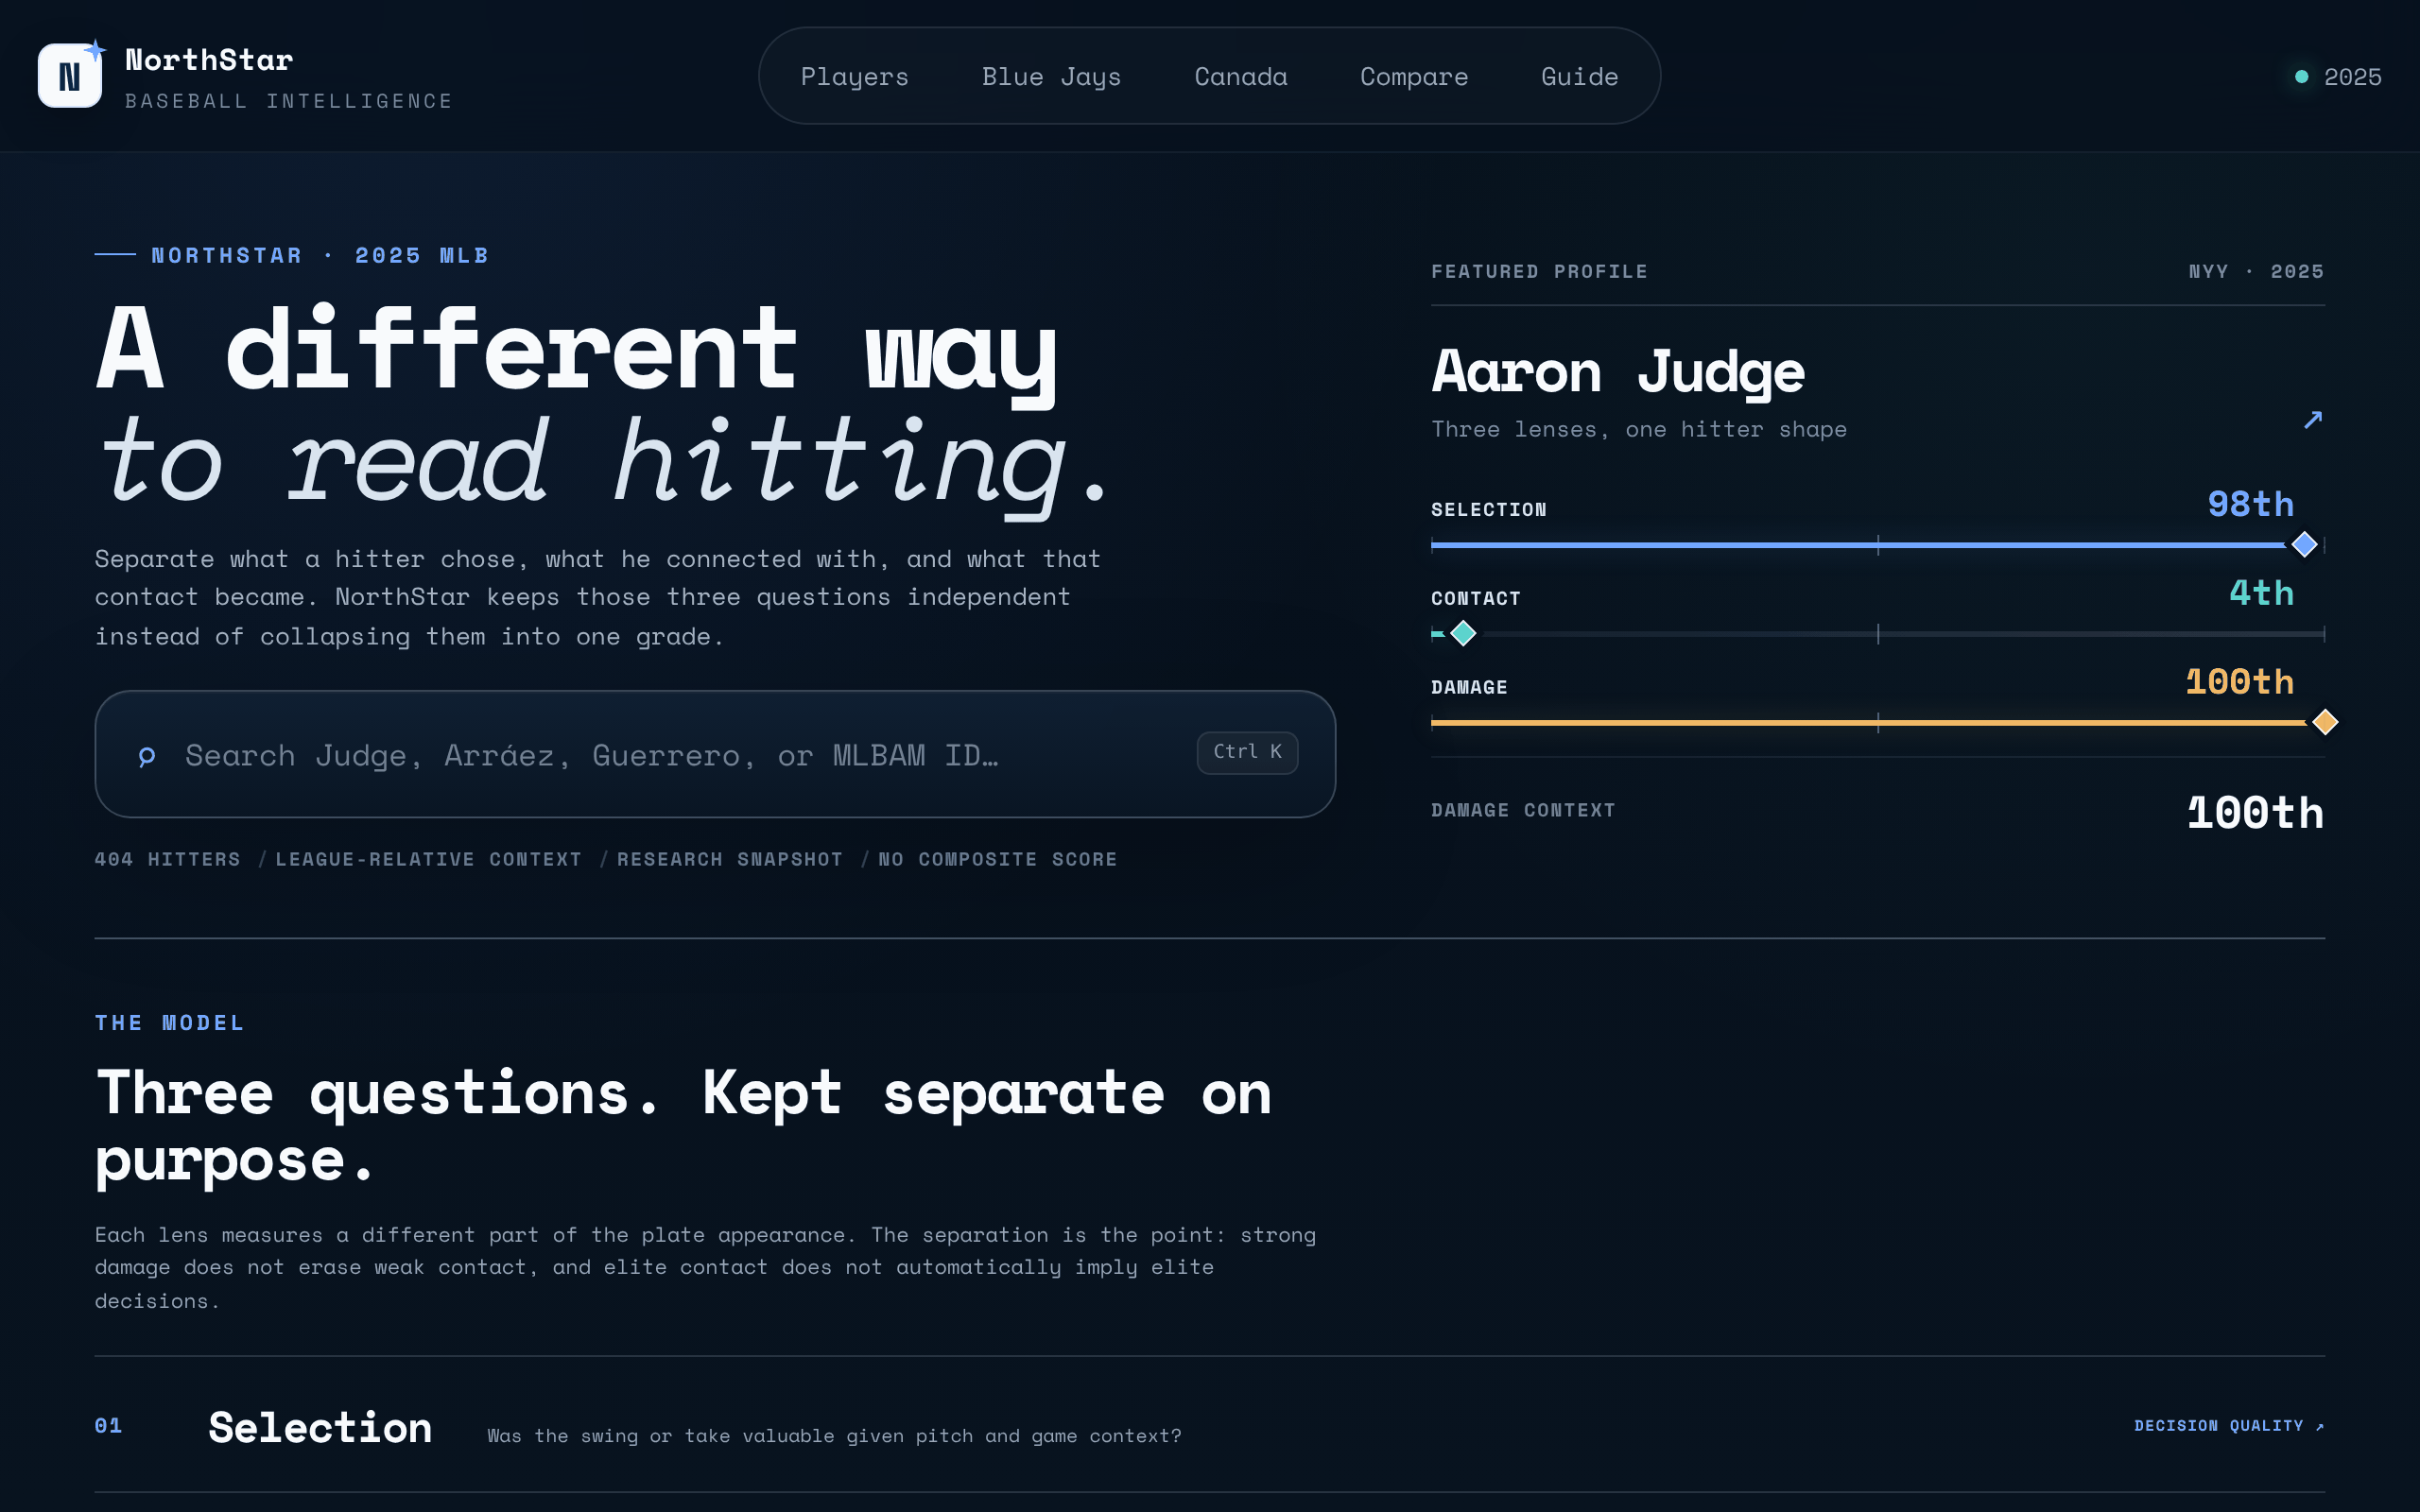 N
NorthStar
BASEBALL INTELLIGENCE
Players
Blue Jays
Canada
Compare
Guide
2025
NORTHSTAR · 2025 MLB
A different way
to read hitting.
Separate what a hitter chose, what he connected with, and what that
contact became. NorthStar keeps those three questions independent
instead of collapsing them into one grade.
Search Judge, Arráez, Guerrero, or MLBAM ID…
Ctrl K
404 HITTERS / LEAGUE-RELATIVE CONTEXT / RESEARCH SNAPSHOT / NO COMPOSITE SCORE
FEATURED PROFILE
NYY · 2025
Aaron Judge
Three lenses, one hitter shape
↗
SELECTION
98th
CONTACT
4th
DAMAGE
100th
DAMAGE CONTEXT
100th
THE MODEL
Three questions. Kept separate on
purpose.
Each lens measures a different part of the plate appearance. The separation is the point: strong
damage does not erase weak contact, and elite contact does not automatically imply elite
decisions.
01
Selection
Was the swing or take valuable given pitch and game context?
DECISION QUALITY ↗